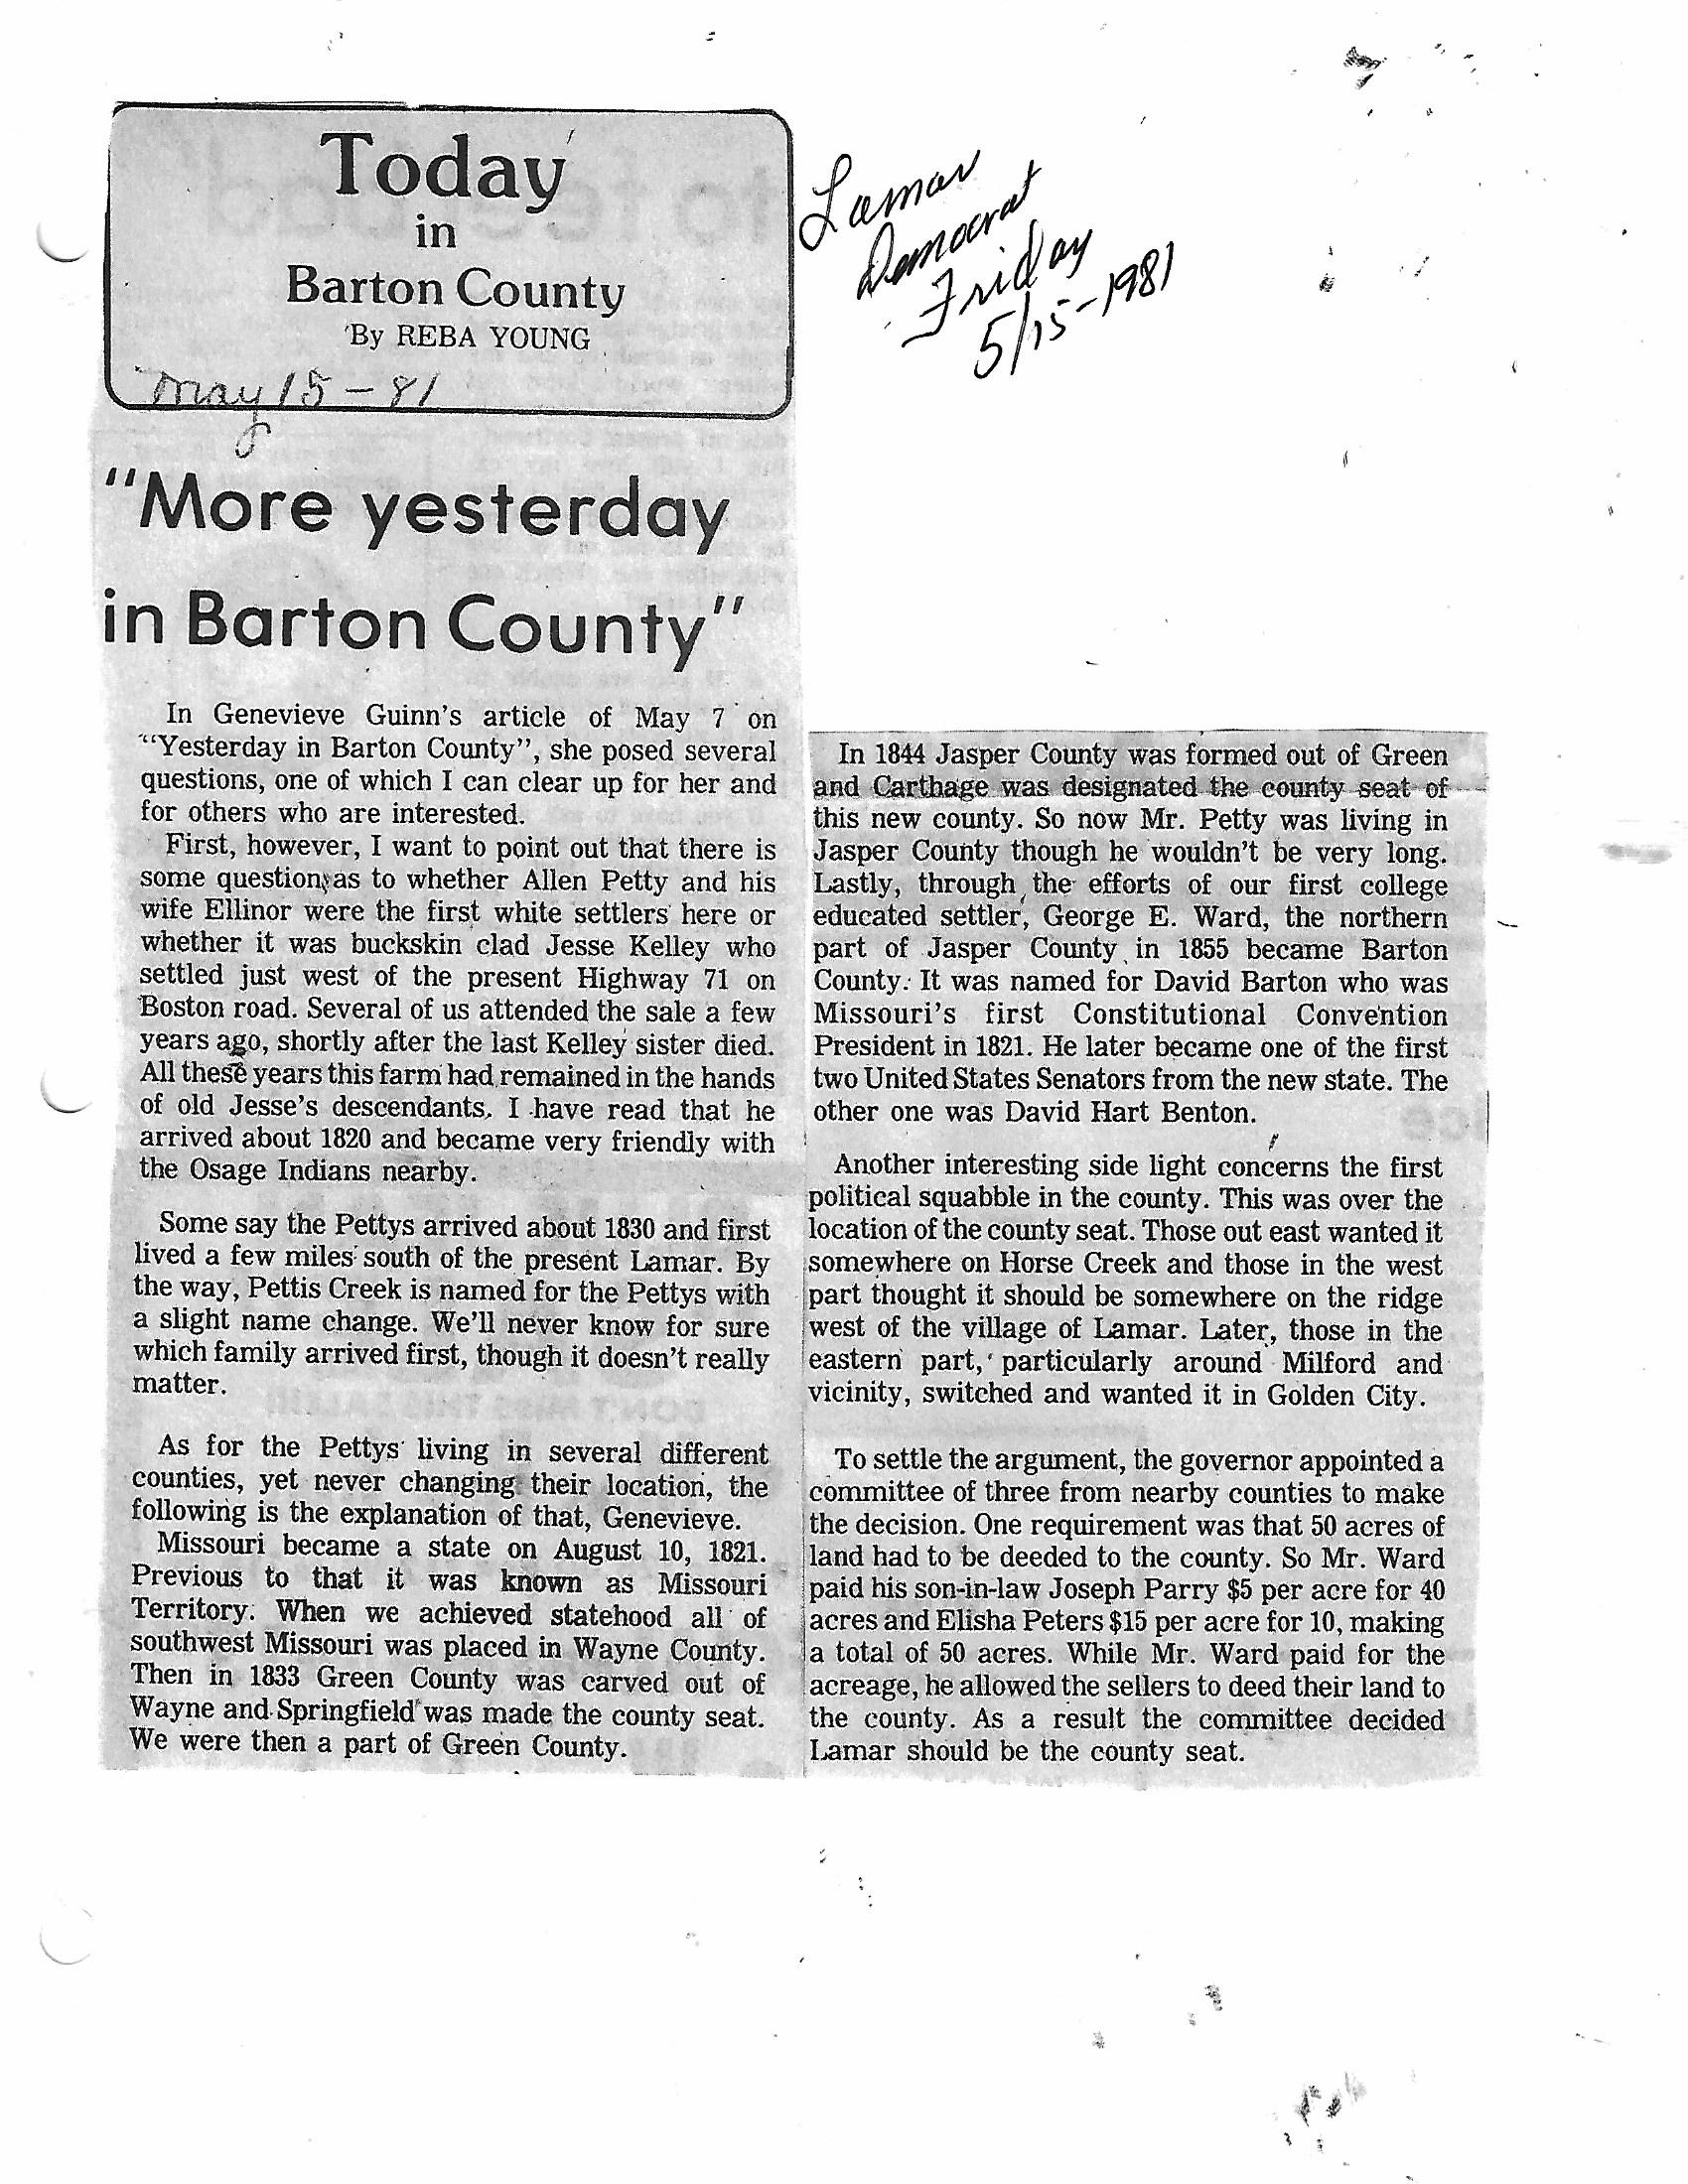 Today
in
Barton County
By REBA YOUNG
May 15-81
Lamar
Democrat
Friday
5/15-1981
"More yesterday
in Barton County"
In Genevieve Guinn's article of May 7 on
"Yesterday in Barton County", she posed several
questions, one of which I can clear up for her and
for others who are interested.
First, however, I want to point out that there is
some question as to whether Allen Petty and his
wife Ellinor were the first white settlers here or
whether it was buckskin clad Jesse Kelley who
settled just west of the present Highway 71 on
Boston road. Several of us attended the sale a few
years ago, shortly after the last Kelley sister died.
All these years this farm had remained in the hands
of old Jesse's descendants. I have read that he
arrived about 1820 and became very friendly with
the Osage Indians nearby.
Some say the Pettys arrived about 1830 and first
lived a few miles south of the present Lamar. By
the way, Pettis Creek is named for the Pettys with
a slight name change. We'll never know for sure
which family arrived first, though it doesn't really
matter.
As for the Pettys living in several different
counties, yet never changing their location, the
following is the explanation of that, Genevieve.
Missouri became a state on August 10, 1821.
Previous to that it was known as Missouri
Territory. When we achieved statehood all of
southwest Missouri was placed in Wayne County.
Then in 1833 Green County was carved out of
Wayne and Springfield was made the county seat.
We were then a part of Green County.
In 1844 Jasper County was formed out of Green
and Carthage was designated the county seat of
this new county. So now Mr. Petty was living in
Jasper County though he wouldn't be very long.
Lastly, through the efforts of our first college
educated settler, George E. Ward, the northern
part of Jasper County in 1855 became Barton
County. It was named for David Barton who was
Missouri's first Constitutional Convention
President in 1821. He later became one of the first
two United States Senators from the new state. The
other one was David Hart Benton.
Another interesting side light concerns the first
political squabble in the county. This was over the
location of the county seat. Those out east wanted it
somewhere on Horse Creek and those in the west
part thought it should be somewhere on the ridge
west of the village of Lamar. Later, those in the
eastern part, particularly around Milford and
vicinity, switched and wanted it in Golden City.
To settle the argument, the governor appointed a
committee of three from nearby counties to make
the decision. One requirement was that 50 acres of
land had to be deeded to the county. So Mr. Ward
paid his son-in-law Joseph Parry $5 per acre for 40
acres and Elisha Peters $15 per acre for 10, making
a total of 50 acres. While Mr. Ward paid for the
acreage, he allowed the sellers to deed their land to
the county. As a result the committee decided
Lamar should be the county seat.